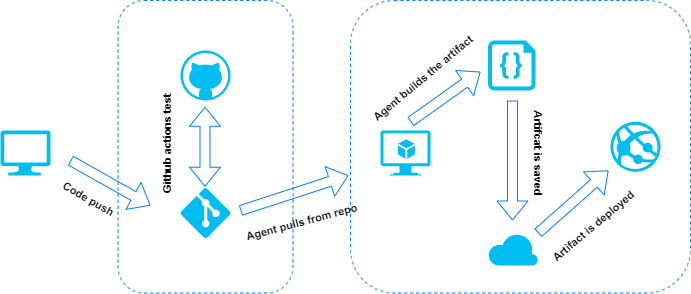 Code push
Github actions test
Agent pulls from repo
Agent builds the artifact
{}
Artifcat is saved
Artifact is deployed